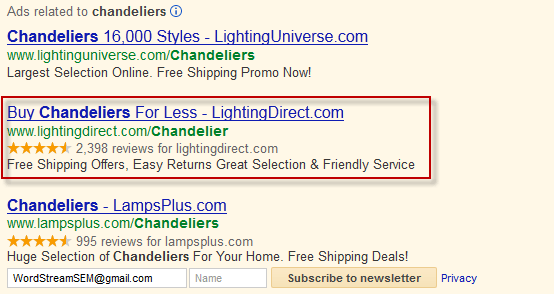 Ads related to chandeliers
Chandeliers 16,000 Styles - LightingUniverse.com
www.lightinguniverse.com/Chandeliers
Largest Selection Online. Free Shipping Promo Now!
Buy Chandeliers For Less - LightingDirect.com
www.lightingdirect.com/Chandelier
2,398 reviews for lightingdirect.com
Free Shipping Offers, Easy Returns Great Selection & Friendly Service
Chandeliers - LampsPlus.com
www.lampsplus.com/Chandeliers
995 reviews for lampsplus.com
Huge Selection of Chandeliers For Your Home. Free Shipping Deals!
WordStreamSEM@gmail.com Name Subscribe to newsletter Privacy